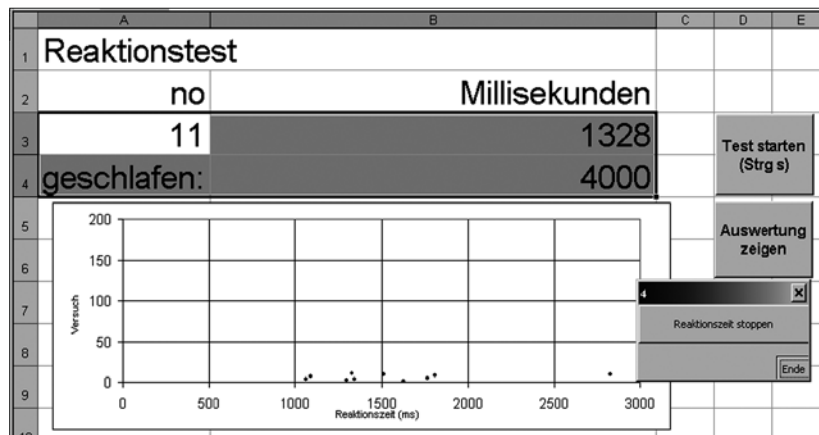 A B C D E
1 Reaktionstest
2 no Millisekunden
3 11 1328
4 geschlafen: 4000
Test starten
(Strg s)
5
6
7
8
9
Auswertung
zeigen
200
150
100
50
0
Versuch
0 500 1000 1500 2000 2500 3000
Reaktionszeit (ms)
4
Reaktionszeit stoppen
Ende